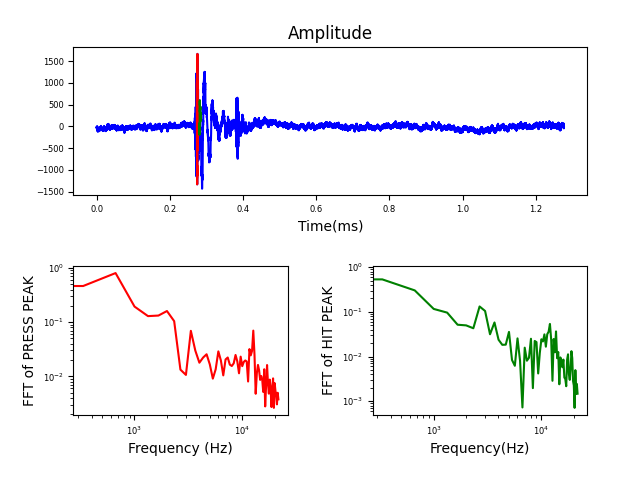 Amplitude
1500
1000
500
0
−500
−1000
−1500
0.0 0.2 0.4 0.6 0.8 1.0 1.2
Time(ms)
FFT of PRESS PEAK
10⁰
10⁻¹
10⁻²
10³ 10⁴
Frequency (Hz)
FFT of HIT PEAK
10⁰
10⁻¹
10⁻²
10⁻³
10³ 10⁴
Frequency(Hz)